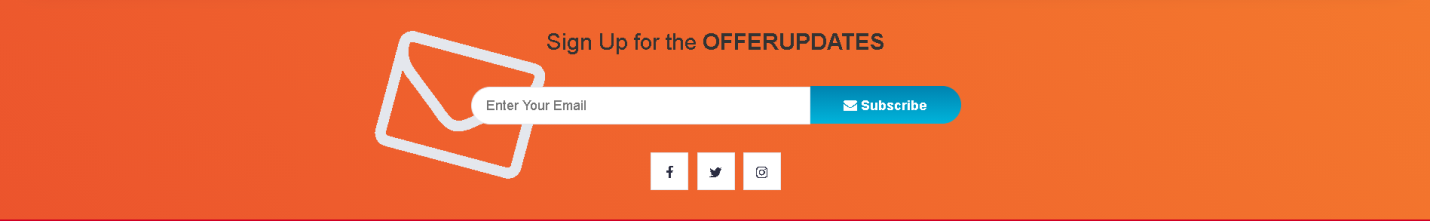 Sign Up for the OFFERUPDATES
Enter Your Email
Subscribe